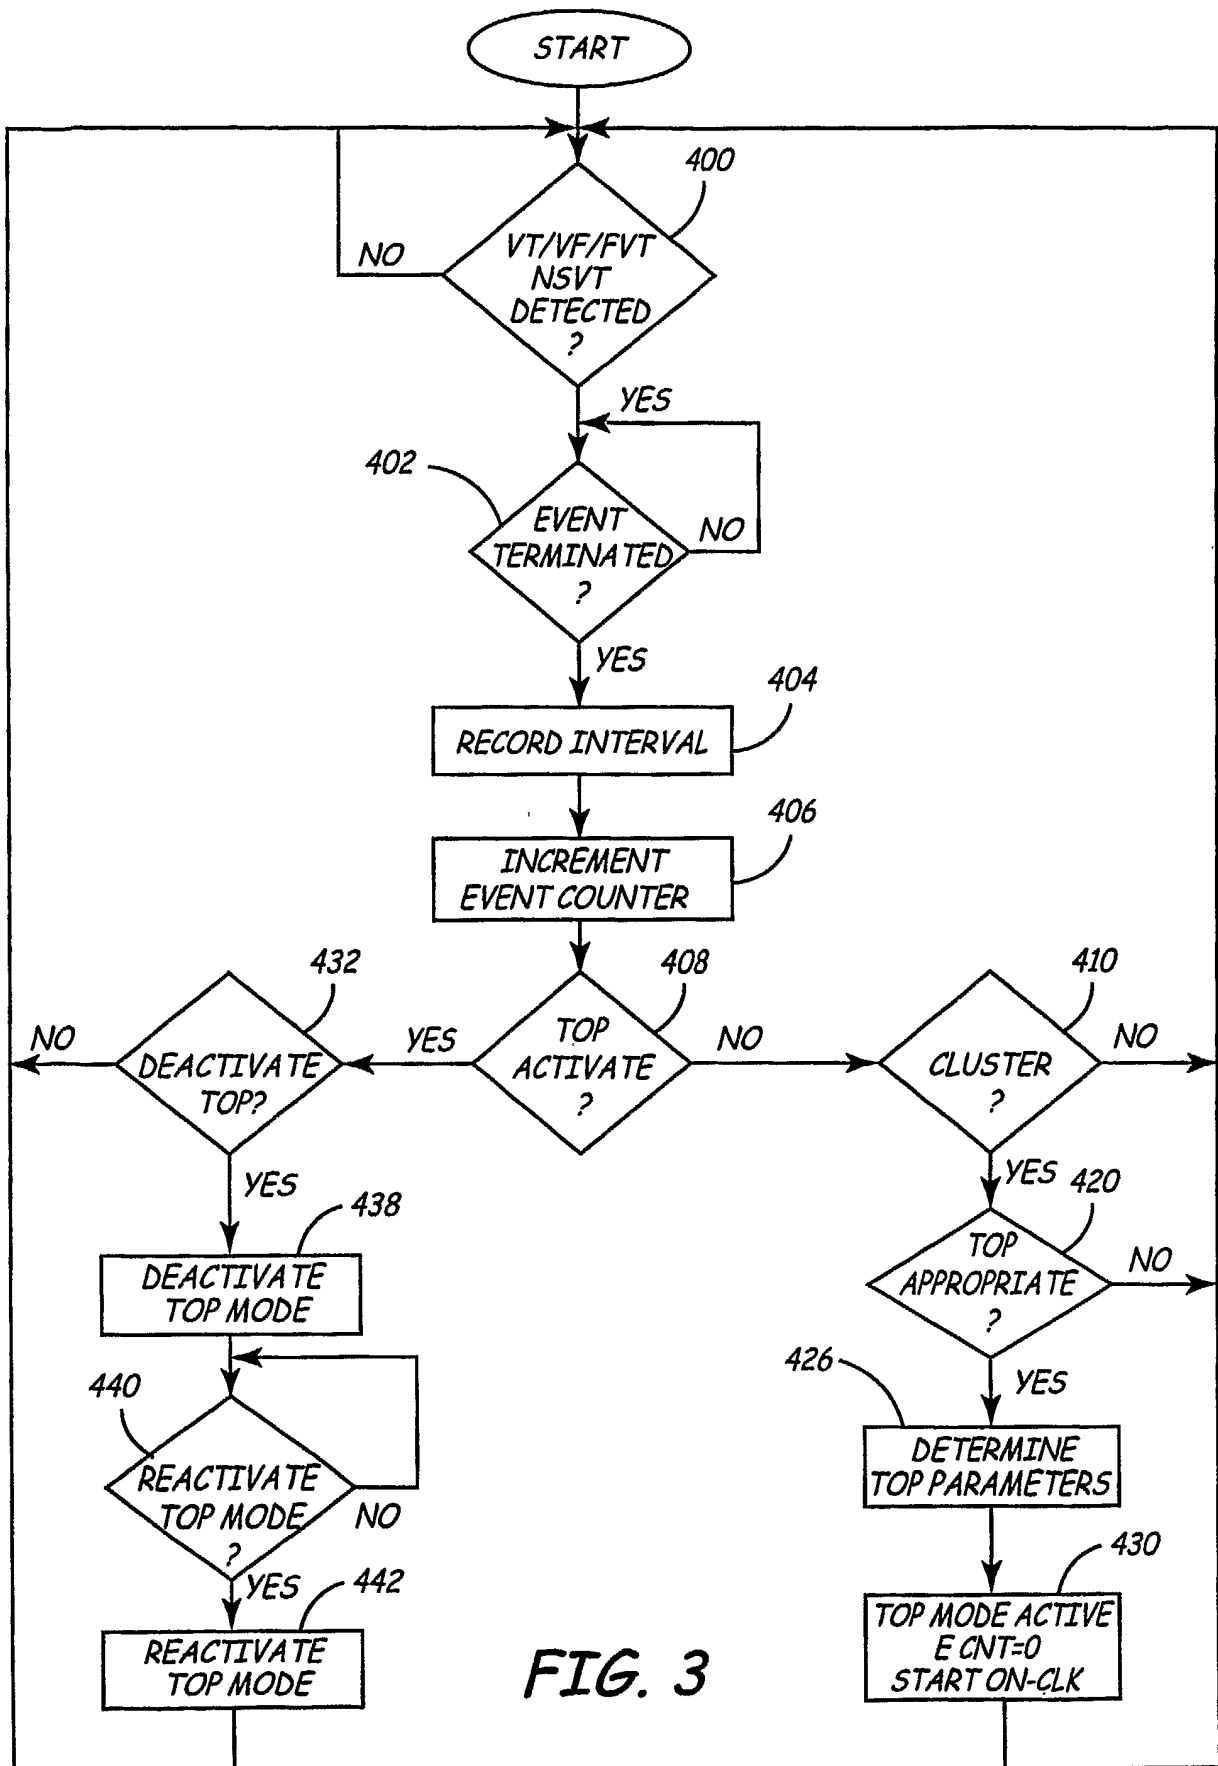 START
400
VT/VF/FVT
NSVT
DETECTED
?
NO
YES
402
EVENT
TERMINATED
?
NO
YES
404
RECORD INTERVAL
406
INCREMENT
EVENT COUNTER
432
408
410
NO
DEACTIVATE
TOP?
YES
TOP
ACTIVATE
?
NO
CLUSTER
?
NO
YES
438
DEACTIVATE
TOP MODE
YES
420
TOP
APPROPRIATE
?
NO
440
REACTIVATE
TOP MODE
?
NO
YES
426
DETERMINE
TOP PARAMETERS
YES
442
REACTIVATE
TOP MODE
430
TOP MODE ACTIVE
E CNT=0
START ON-CLK
FIG. 3